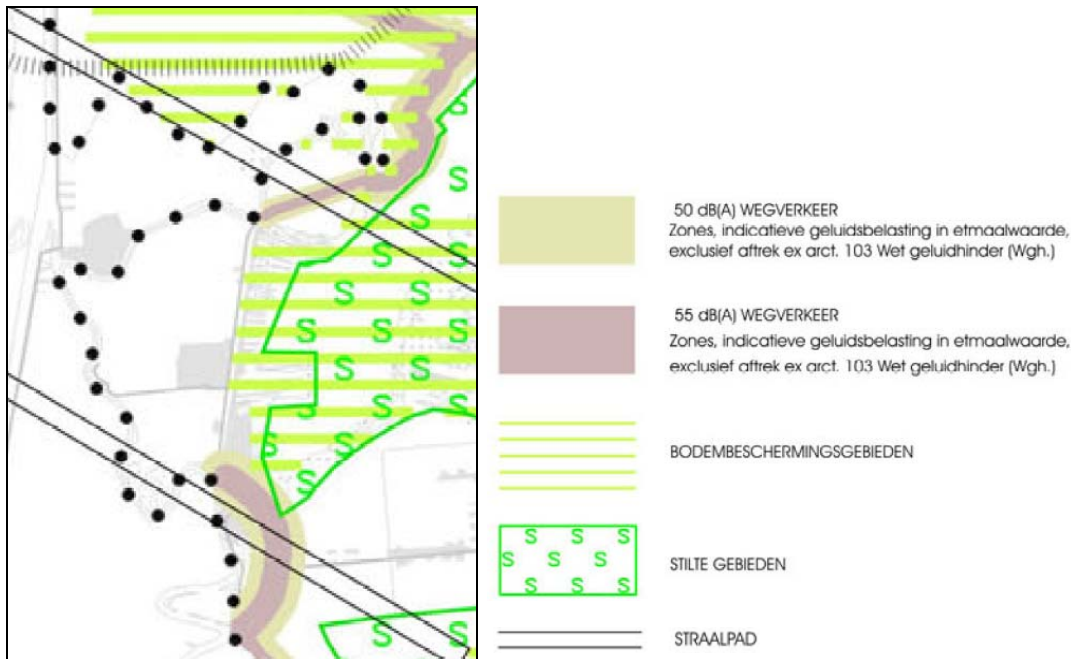 50 dB(A) WEGVERKEER
Zones, indicatieve geluidsbelasting in etmaalwaarde,
exclusief aftrek ex arct. 103 Wet geluidhinder (Wgh.)
55 dB(A) WEGVERKEER
Zones, indicatieve geluidsbelasting in etmaalwaarde,
exclusief aftrek ex arct. 103 Wet geluidhinder (Wgh.)
BODEMBESCHERMINGSGEBIEDEN
S S S
S S S
S S S
STILTE GEBIEDEN
STRAALPAD